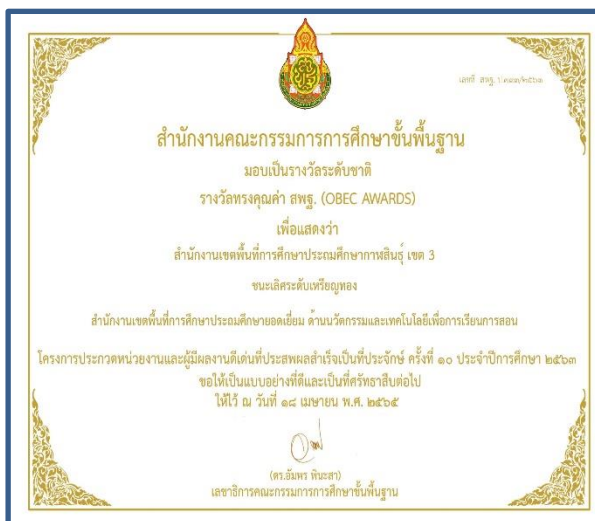 เลขที่ สพฐ.
สำนักงานคณะกรรมการการศึกษาขั้นพื้นฐาน
มอบเป็นรางวัลระดับชาติ
รางวัลทรงคุณค่า สพฐ. (OBEC AWARDS)
เพื่อแสดงว่า
สำนักงานเขตพื้นที่การศึกษาประถมศึกษากาฬสินธุ์ เขต 3
ชนะเลิศระดับเหรียญทอง
สำนักงานเขตพื้นที่การศึกษาประถมศึกษายอดเยี่ยม ด้านนวัตกรรมและเทคโนโลยีเพื่อการเรียนการสอน
โครงการประกวดหน่วยงานและผู้มีผลงานดีเด่นที่ประสพผลสำเร็จเป็นที่ประจักษ์ ครั้งที่ ๑๐ ประจำปีการศึกษา ๒๕๖๓
ขอให้เป็นแบบอย่างที่ดีและเป็นที่ศรัทธาสืบต่อไป
ให้ไว้ ณ วันที่ ๑๘ เมษายน พ.ศ. ๒๕๖๕
(ดร.อัมพร พินะสา)
เลขาธิการคณะกรรมการการศึกษาขั้นพื้นฐาน